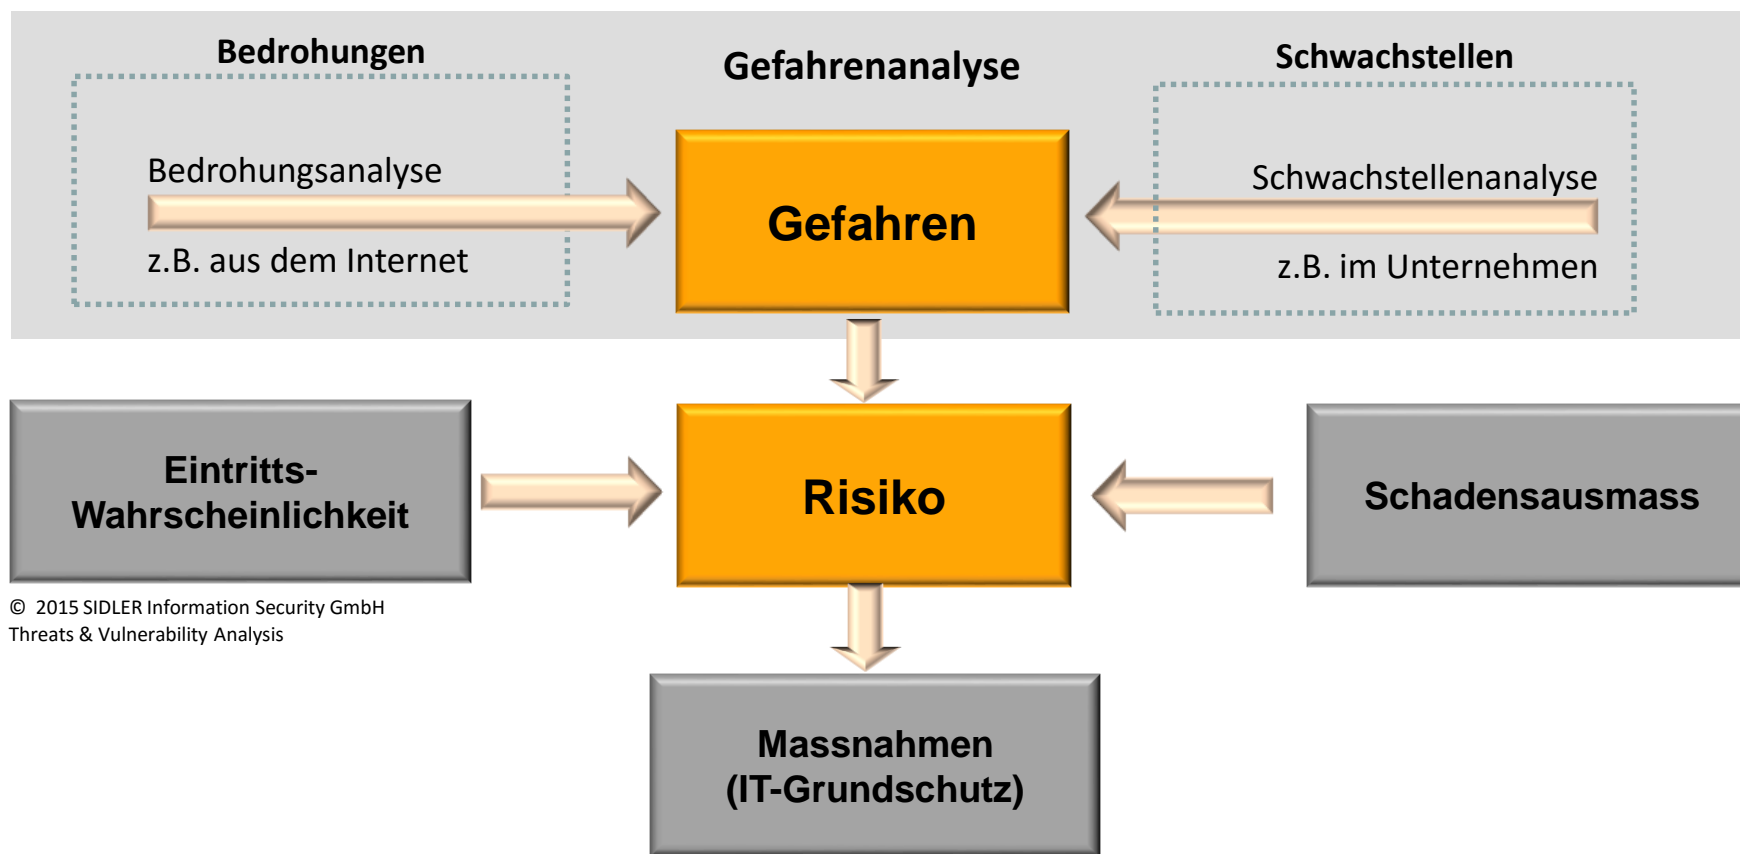 Bedrohungen
Gefahrenanalyse
Schwachstellen
Bedrohungsanalyse
z.B. aus dem Internet
Gefahren
Schwachstellenanalyse
z.B. im Unternehmen
Eintritts-
Wahrscheinlichkeit
Risiko
Schadensausmass
© 2015 SIDLER Information Security GmbH
Threats & Vulnerability Analysis
Massnahmen
(IT-Grundschutz)